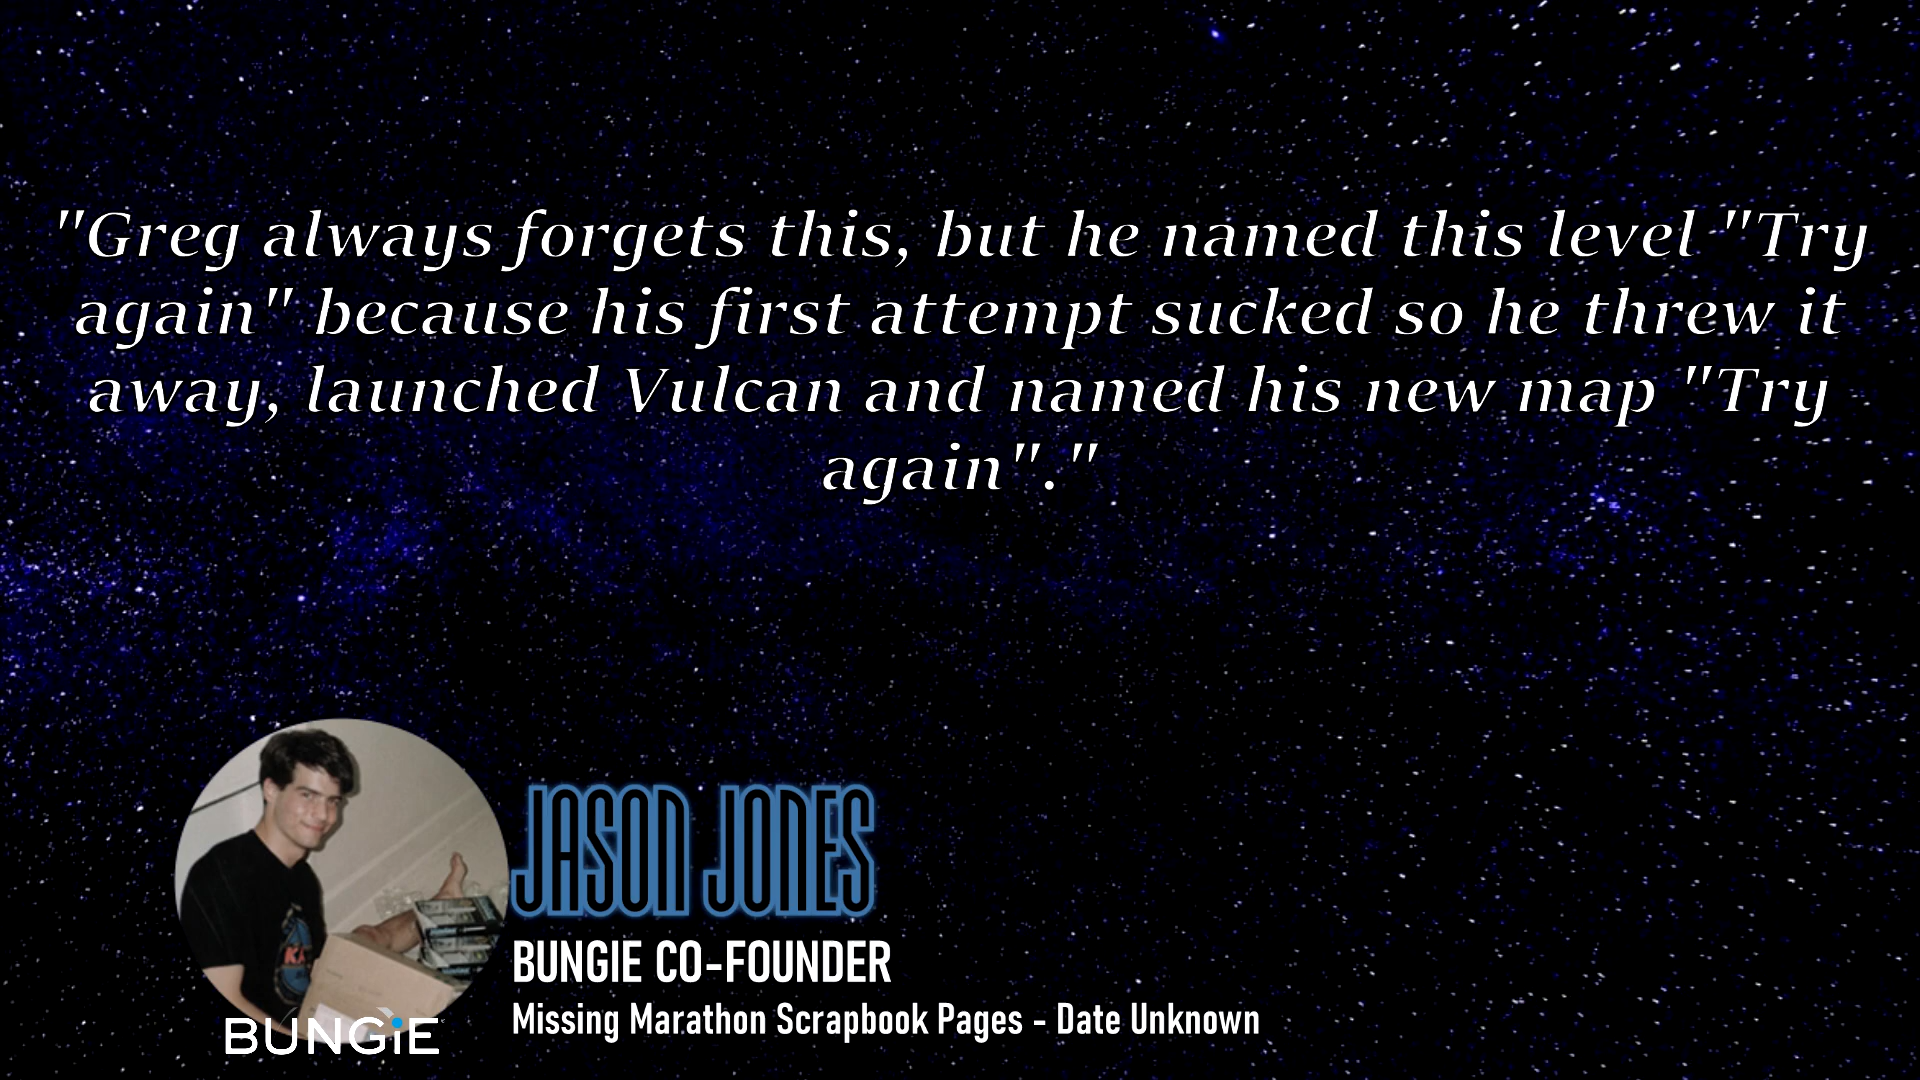 "Greg always forgets this, but he named this level "Try
again" because his first attempt sucked so he threw it
away, launched Vulcan and named his new map "Try
again"."
JASON JONES
BUNGIE CO-FOUNDER
Missing Marathon Scrapbook Pages - Date Unknown
BUNGiE